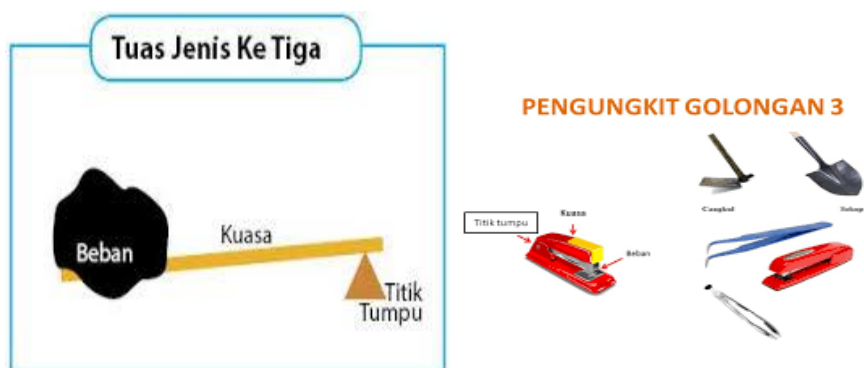 Tuas Jenis Ke Tiga
Beban
Kuasa
Titik
Tumpu
PENGUNGKIT GOLONGAN 3
Titik tumpu
Kuasa
Beban
Cangkul
Sekop